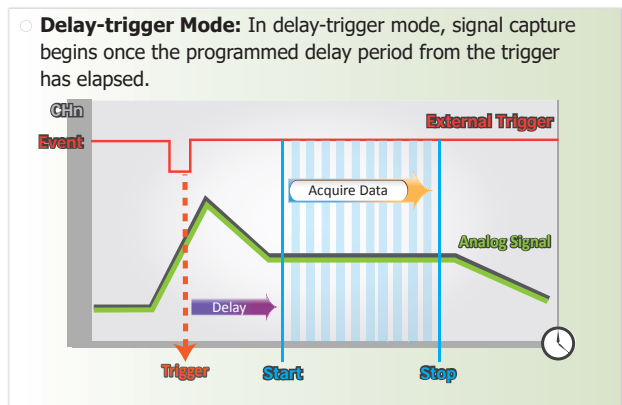 Delay-trigger Mode: In delay-trigger mode, signal capture
begins once the programmed delay period from the trigger
has elapsed.
CHn
External Trigger
Event
Acquire Data
Analog Signal
Delay
Trigger
Start
Stop